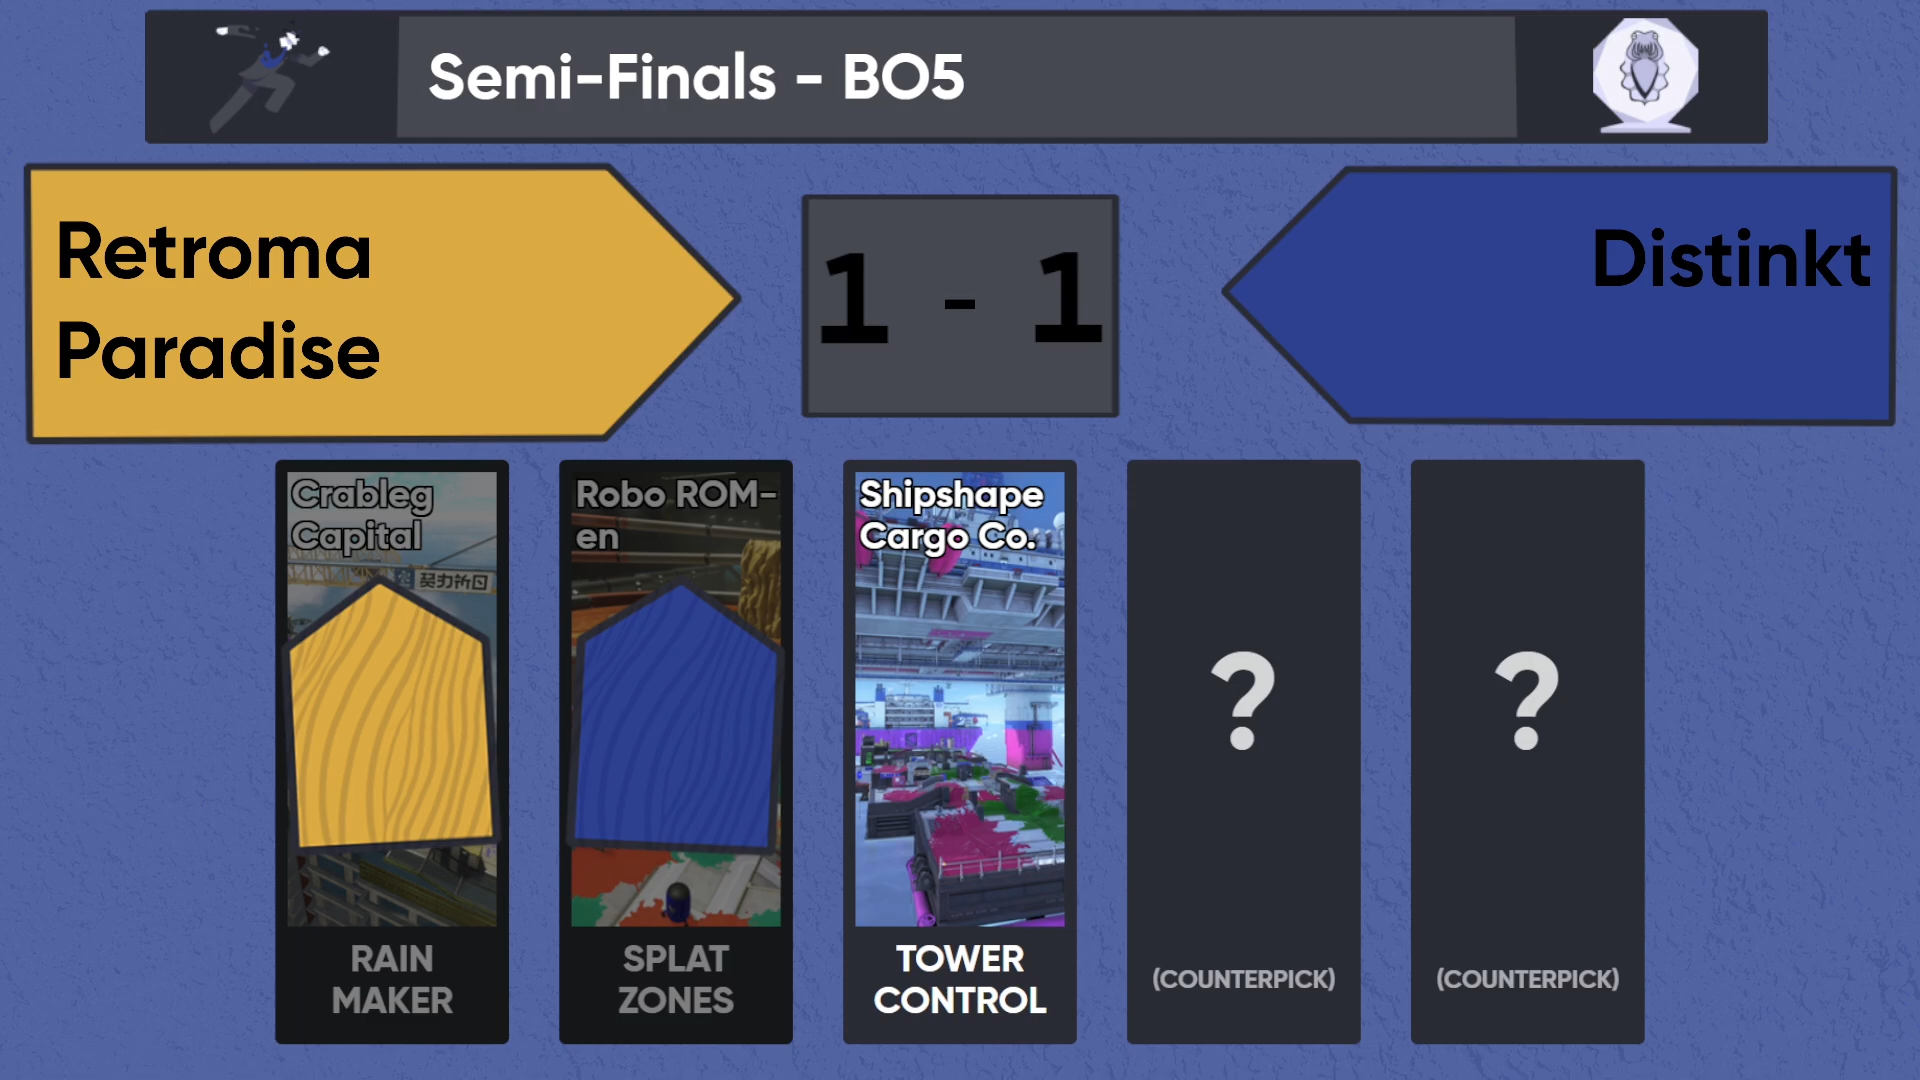 Semi-Finals - BO5
Retroma
Paradise
1 - 1
Distinkt
Crableg
Capital
RAIN
MAKER
Robo ROM-
en
SPLAT
ZONES
Shipshape
Cargo Co.
TOWER
CONTROL
?
(COUNTERPICK)
?
(COUNTERPICK)